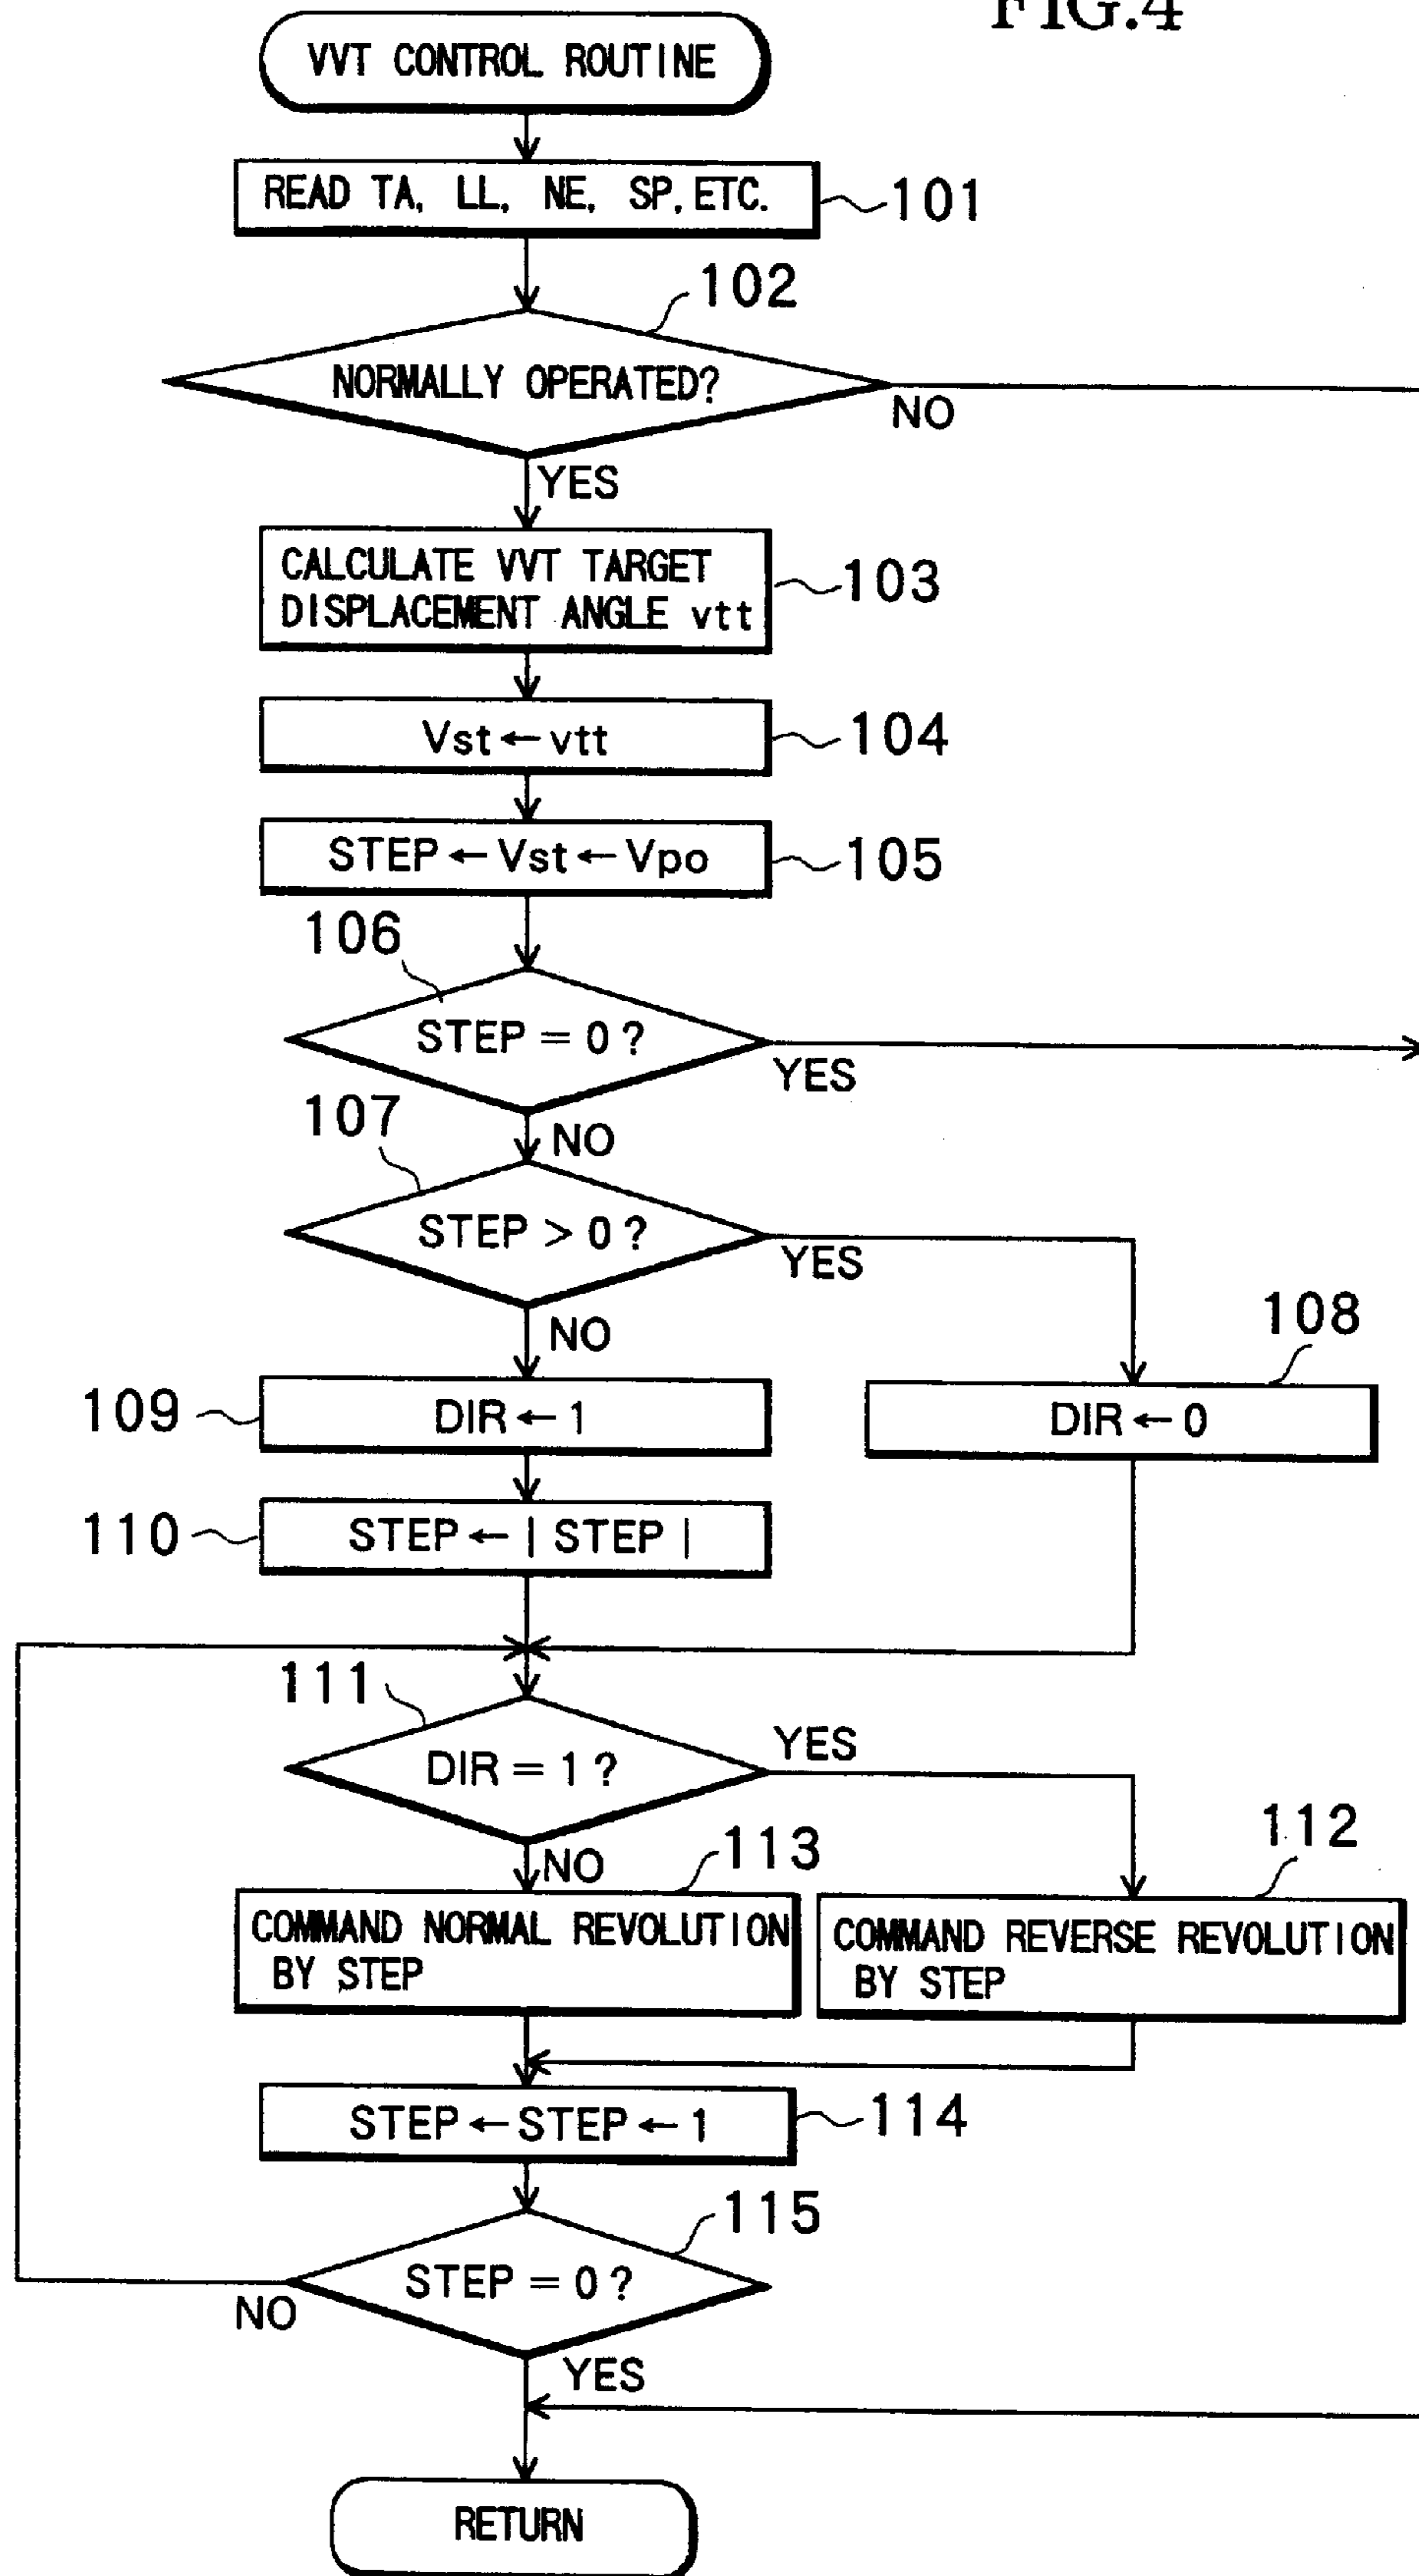 FIG.4
VVT CONTROL ROUTINE
READ TA, LL, NE, SP, ETC.
101
102
NORMALLY OPERATED?
NO
YES
CALCULATE VVT TARGET
DISPLACEMENT ANGLE vtt
103
Vst ← vtt
104
STEP ← Vst ← Vpo
105
106
STEP = 0 ?
YES
107
NO
STEP > 0 ?
YES
NO
108
109
DIR ← 1
DIR ← 0
110
STEP ← | STEP |
111
YES
DIR = 1 ?
112
113
NO
COMMAND NORMAL REVOLUTION
BY STEP
COMMAND REVERSE REVOLUTION
BY STEP
STEP ← STEP ← 1
114
115
STEP = 0 ?
NO
YES
RETURN